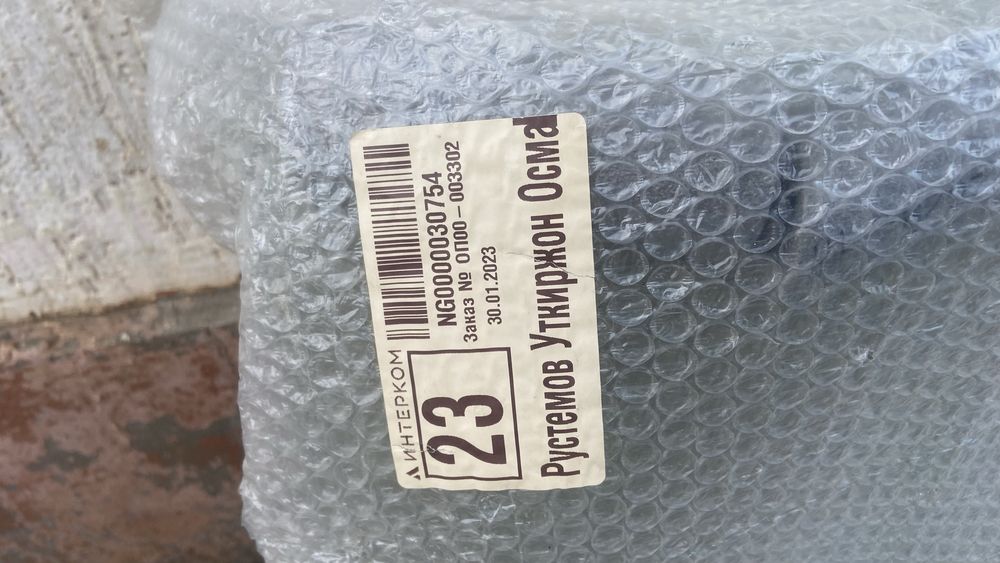 ИНТЕРКОМ
23
NG0000030754
Заказ № ОП00-003302
30.01.2023
Рустемов Уткиржон Осма